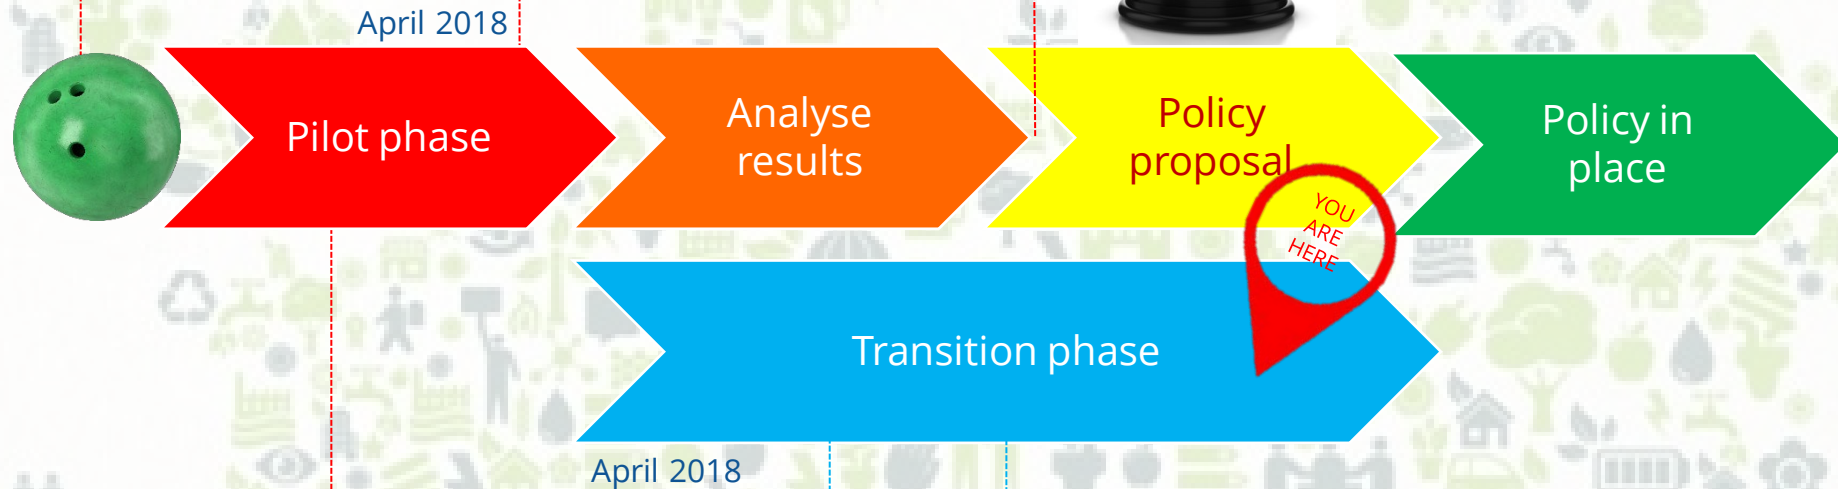 April 2018
Pilot phase
Analyse
results
Policy
proposal
Policy in
place
YOU
ARE
HERE
Transition phase
April 2018